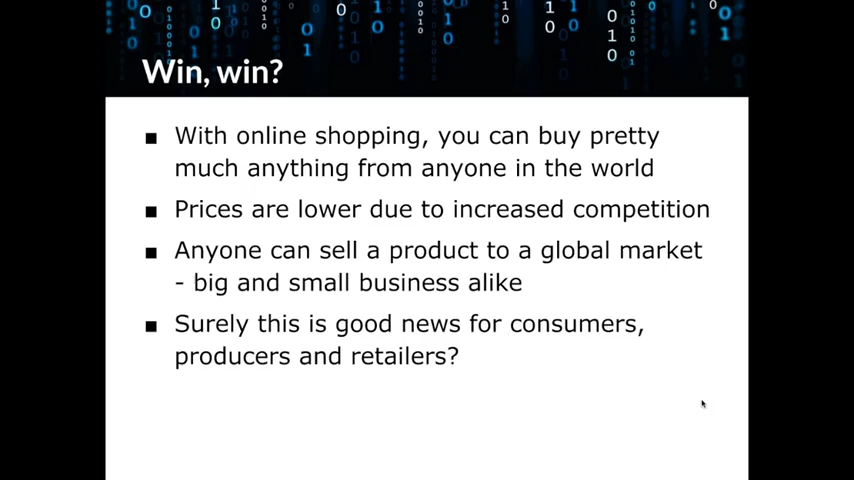 Win, win?
■ With online shopping, you can buy pretty
much anything from anyone in the world
■ Prices are lower due to increased competition
■ Anyone can sell a product to a global market
- big and small business alike
■ Surely this is good news for consumers,
producers and retailers?